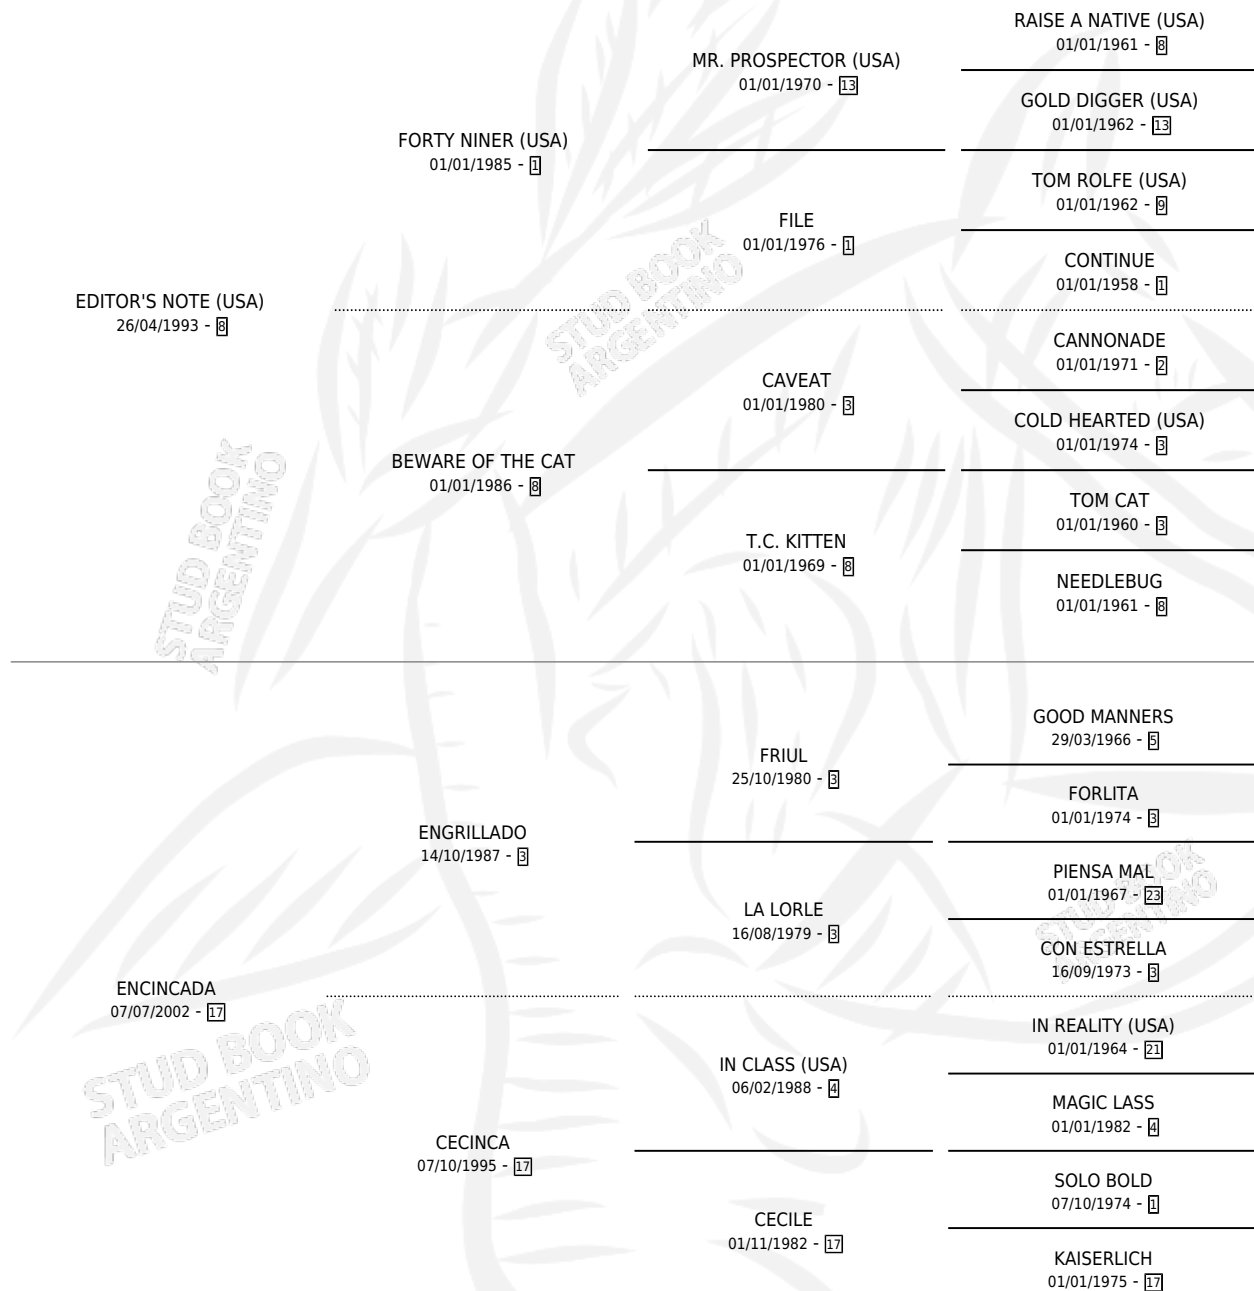 RAISE A NATIVE (USA)
01/01/1961 - 8
MR. PROSPECTOR (USA)
01/01/1970 - 13
GOLD DIGGER (USA)
01/01/1962 - 13
FORTY NINER (USA)
01/01/1985 - 1
TOM ROLFE (USA)
01/01/1962 - 9
FILE
01/01/1976 - 1
CONTINUE
01/01/1958 - 1
EDITOR'S NOTE (USA)
26/04/1993 - 8
CANNONADE
01/01/1971 - 2
CAVEAT
01/01/1980 - 3
COLD HEARTED (USA)
01/01/1974 - 3
BEWARE OF THE CAT
01/01/1986 - 8
TOM CAT
01/01/1960 - 3
T.C. KITTEN
01/01/1969 - 8
NEEDLEBUG
01/01/1961 - 8
GOOD MANNERS
29/03/1966 - 5
FRIUL
25/10/1980 - 3
FORLITA
01/01/1974 - 3
ENGRILLADO
14/10/1987 - 3
PIENSA MAL
01/01/1967 - 23
LA LORLE
16/08/1979 - 3
CON ESTRELLA
16/09/1973 - 3
ENCINCADA
07/07/2002 - 17
IN REALITY (USA)
01/01/1964 - 21
IN CLASS (USA)
06/02/1988 - 4
MAGIC LASS
01/01/1982 - 4
CECINCA
07/10/1995 - 17
SOLO BOLD
07/10/1974 - 1
CECILE
01/11/1982 - 17
KAISERLICH
01/01/1975 - 17
STUD BOOK
ARGENTINO
STUD BOOK
ARGENTINO
STUD BOOK
ARGENTINO
STUD BOOK
ARGENTINO